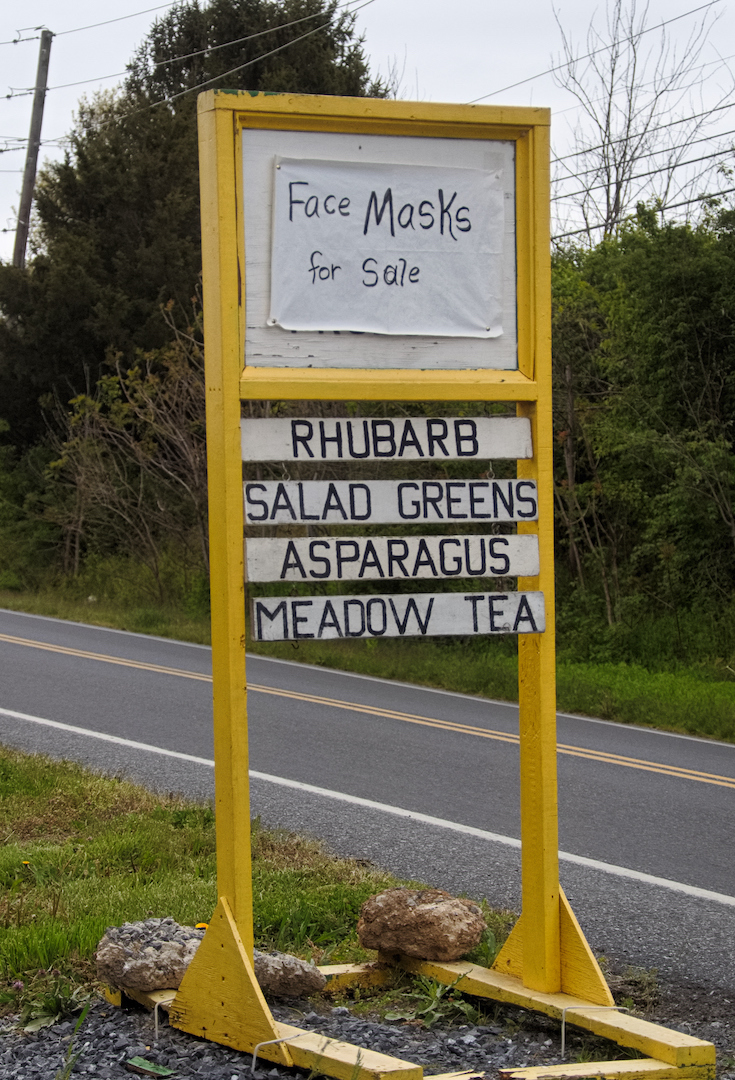 Face Masks
for Sale
RHUBARB
SALAD GREENS
ASPARAGUS
MEADOW TEA